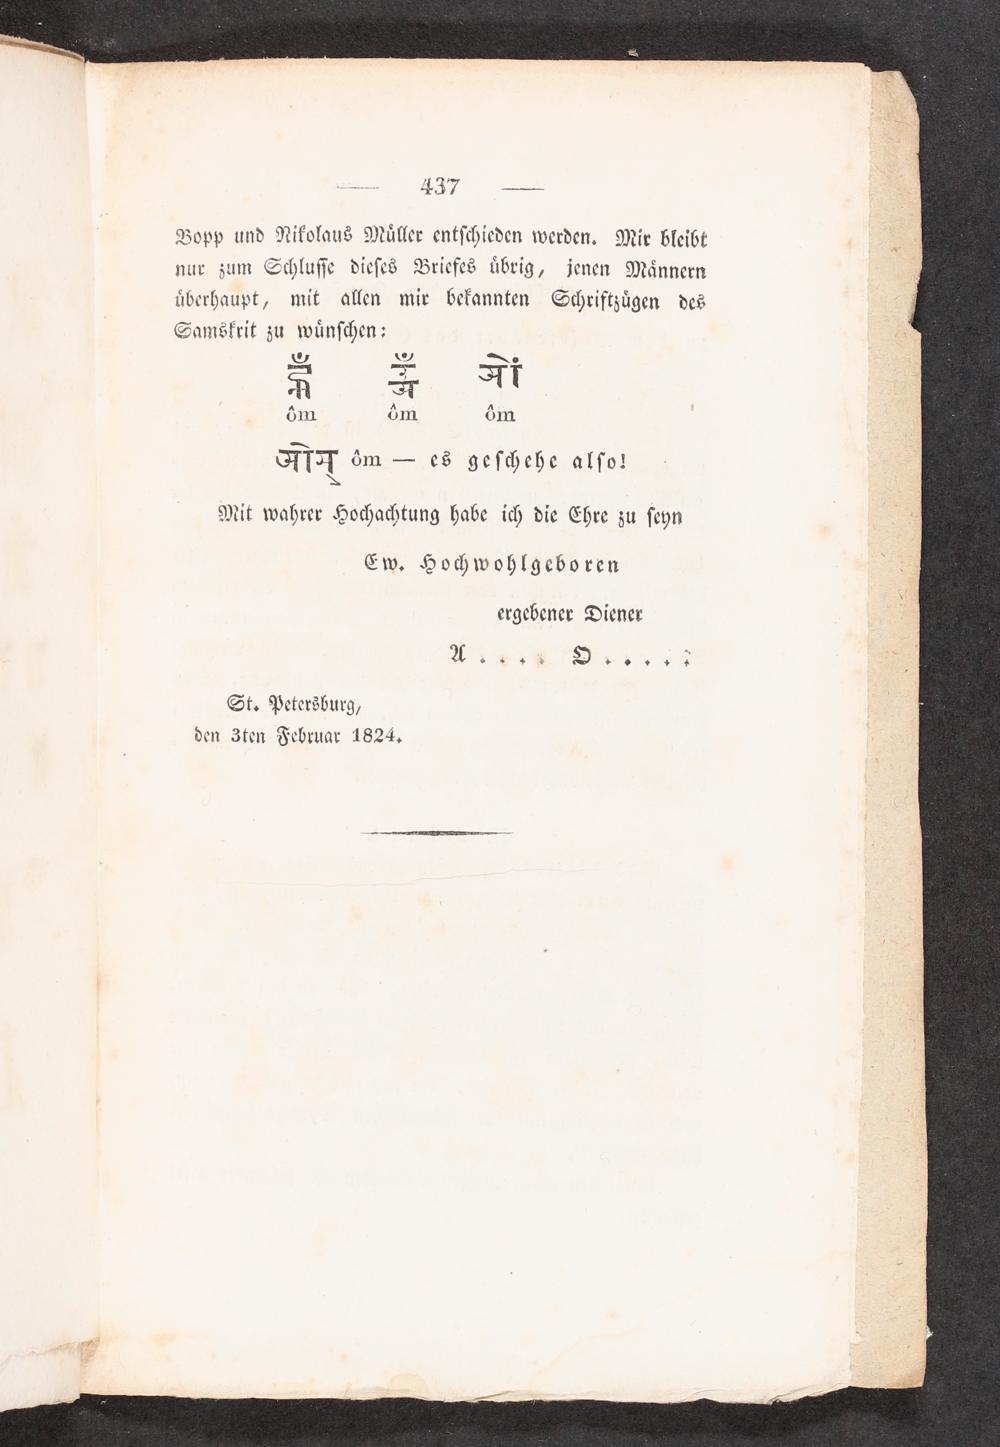 — 437 —
Bopp und Nikolaus Müller entschieden werden. Mir bleibt
nur zum Schlusse dieses Briefes übrig, jenen Männern
überhaupt, mit allen mir bekannten Schriftzügen des
Samskrit zu wünschen:
ओं
ôm ôm ôm
ओम् ôm — es geschehe also!
Mit wahrer Hochachtung habe ich die Ehre zu seyn
Ew. Hochwohlgeboren
ergebener Diener
A . . . . O . . . . .
St. Petersburg,
den 3ten Februar 1824.